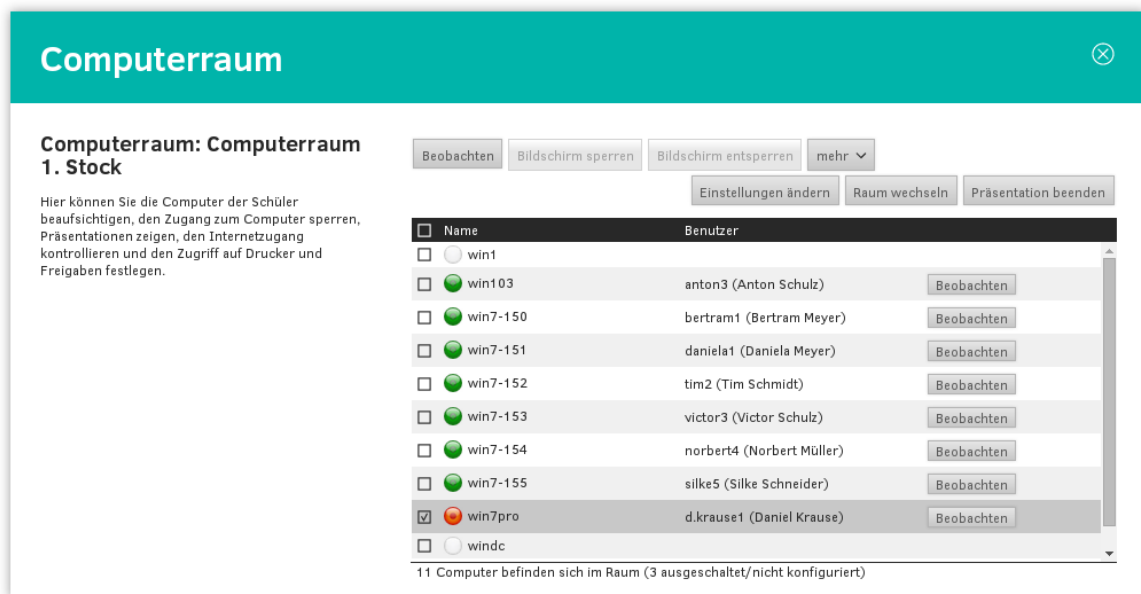 Computerraum
Computerraum: Computerraum
1. Stock
Hier können Sie die Computer der Schüler
beaufsichtigen, den Zugang zum Computer sperren,
Präsentationen zeigen, den Internetzugang
kontrollieren und den Zugriff auf Drucker und
Freigaben festlegen.
Beobachten Bildschirm sperren Bildschirm entsperren mehr
Einstellungen ändern Raum wechseln Präsentation beenden
Name Benutzer
win1
win103 anton3 (Anton Schulz) Beobachten
win7-150 bertram1 (Bertram Meyer) Beobachten
win7-151 daniela1 (Daniela Meyer) Beobachten
win7-152 tim2 (Tim Schmidt) Beobachten
win7-153 victor3 (Victor Schulz) Beobachten
win7-154 norbert4 (Norbert Müller) Beobachten
win7-155 silke5 (Silke Schneider) Beobachten
win7pro d.krause1 (Daniel Krause) Beobachten
windc
11 Computer befinden sich im Raum (3 ausgeschaltet/nicht konfiguriert)